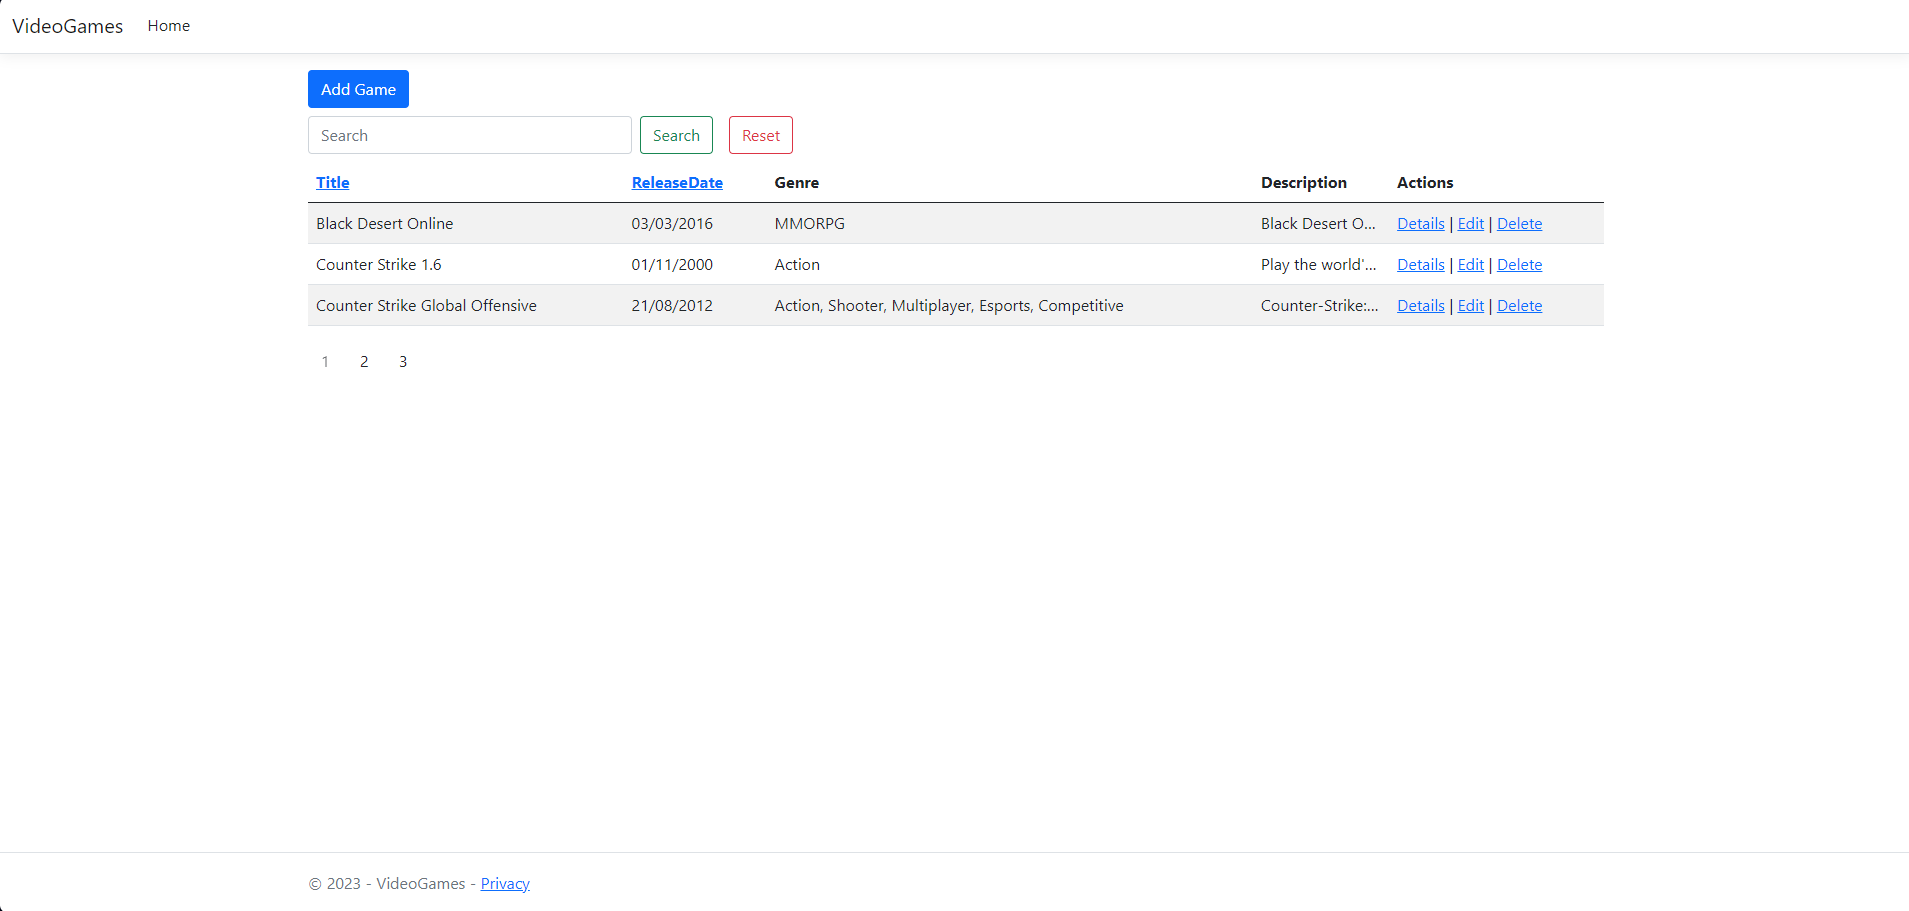 VideoGames Home
Add Game
Search Search Reset
Title ReleaseDate Genre Description Actions
Black Desert Online 03/03/2016 MMORPG Black Desert O... Details | Edit | Delete
Counter Strike 1.6 01/11/2000 Action Play the world'... Details | Edit | Delete
Counter Strike Global Offensive 21/08/2012 Action, Shooter, Multiplayer, Esports, Competitive Counter-Strike:... Details | Edit | Delete
1 2 3
© 2023 - VideoGames - Privacy